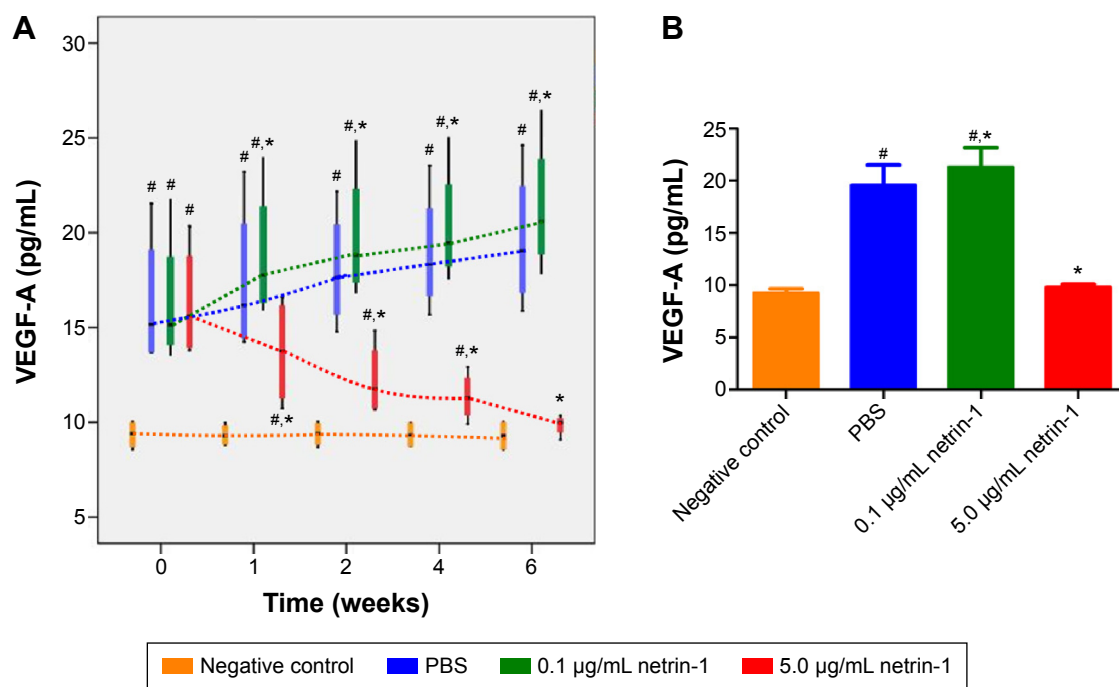 A
VEGF-A (pg/mL)
30
25
20
15
10
5
# # #
# #,*
#,*
# #,*
#,*
# #,*
#,*
# #,*
*
0 1 2 4 6
Time (weeks)
B
VEGF-A (pg/mL)
25
20
15
10
5
0
#
#,*
*
Negative control
PBS
0.1 µg/mL netrin-1
5.0 µg/mL netrin-1
Negative control PBS 0.1 µg/mL netrin-1 5.0 µg/mL netrin-1